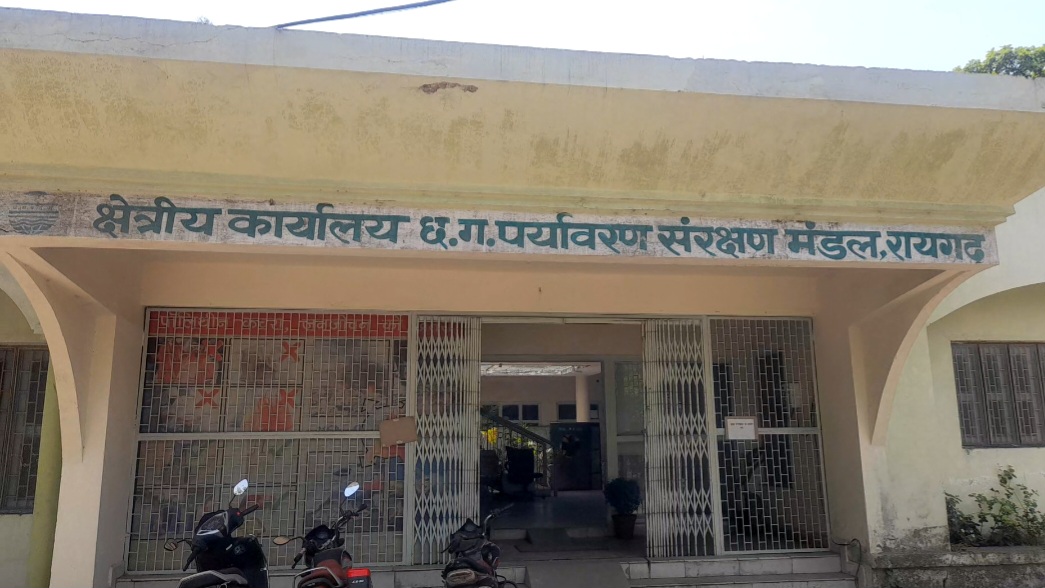 क्षेत्रीय कार्यालय छ.ग.पर्यावरण संरक्षण मंडल,रायगढ़